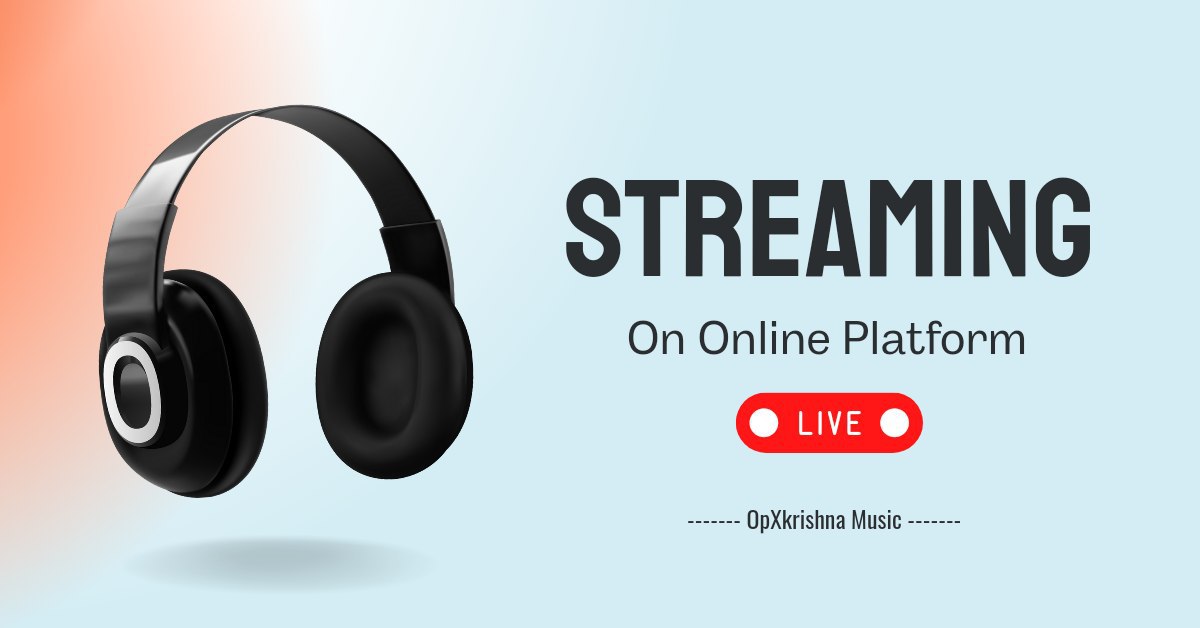 STREAMING
On Online Platform
LIVE
------- OpXkrishna Music -------